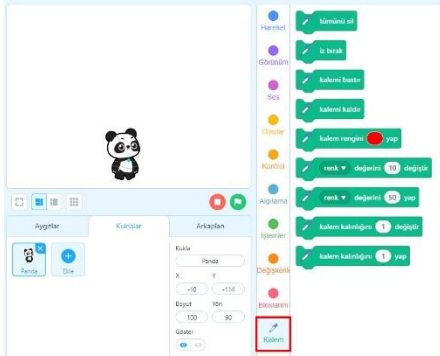 Hareket
Görünüm
Ses
Olaylar
Kontrol
Algılama
İşlemler
Değişkenler
Bloklarım
Kalem
tümünü sil
iz bırak
kalemi bastır
kalemi kaldır
kalem rengini yap
renk değerini 10 değiştir
renk değerini 50 yap
kalem kalınlığını 1 değiştir
kalem kalınlığını 1 yap
Aygıtlar Kuklalar Arkaplan
Panda
Ekle
Kukla
Panda
X Y
-10 -114
Boyut Yön
100 90
Göster